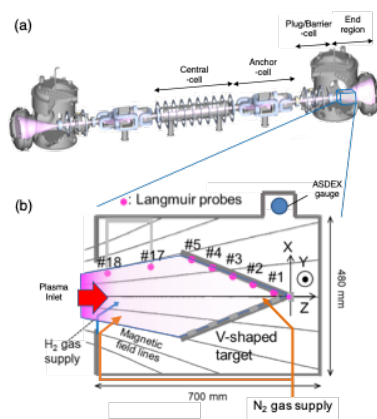 (a)
Plug/Barrier
-cell
End
region
Central
-cell
Anchor-
cell
ASDEX
gauge
(b)
: Langmuir probes
#18
#17
#5
#4
#3
#2
#1
X
Y
Z
Plasma
Inlet
480 mm
H2 gas
supply
Magnetic
field lines
V-shaped
target
700 mm
N2 gas supply